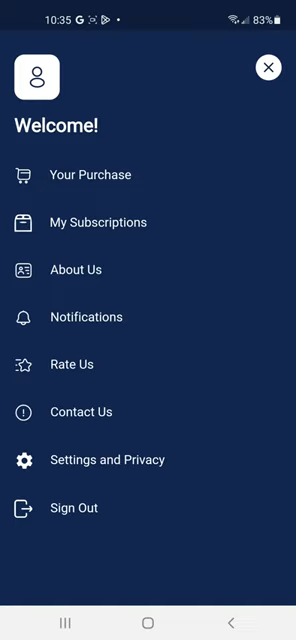 10:35 G 83%
Welcome!
Your Purchase
My Subscriptions
About Us
Notifications
Rate Us
Contact Us
Settings and Privacy
Sign Out